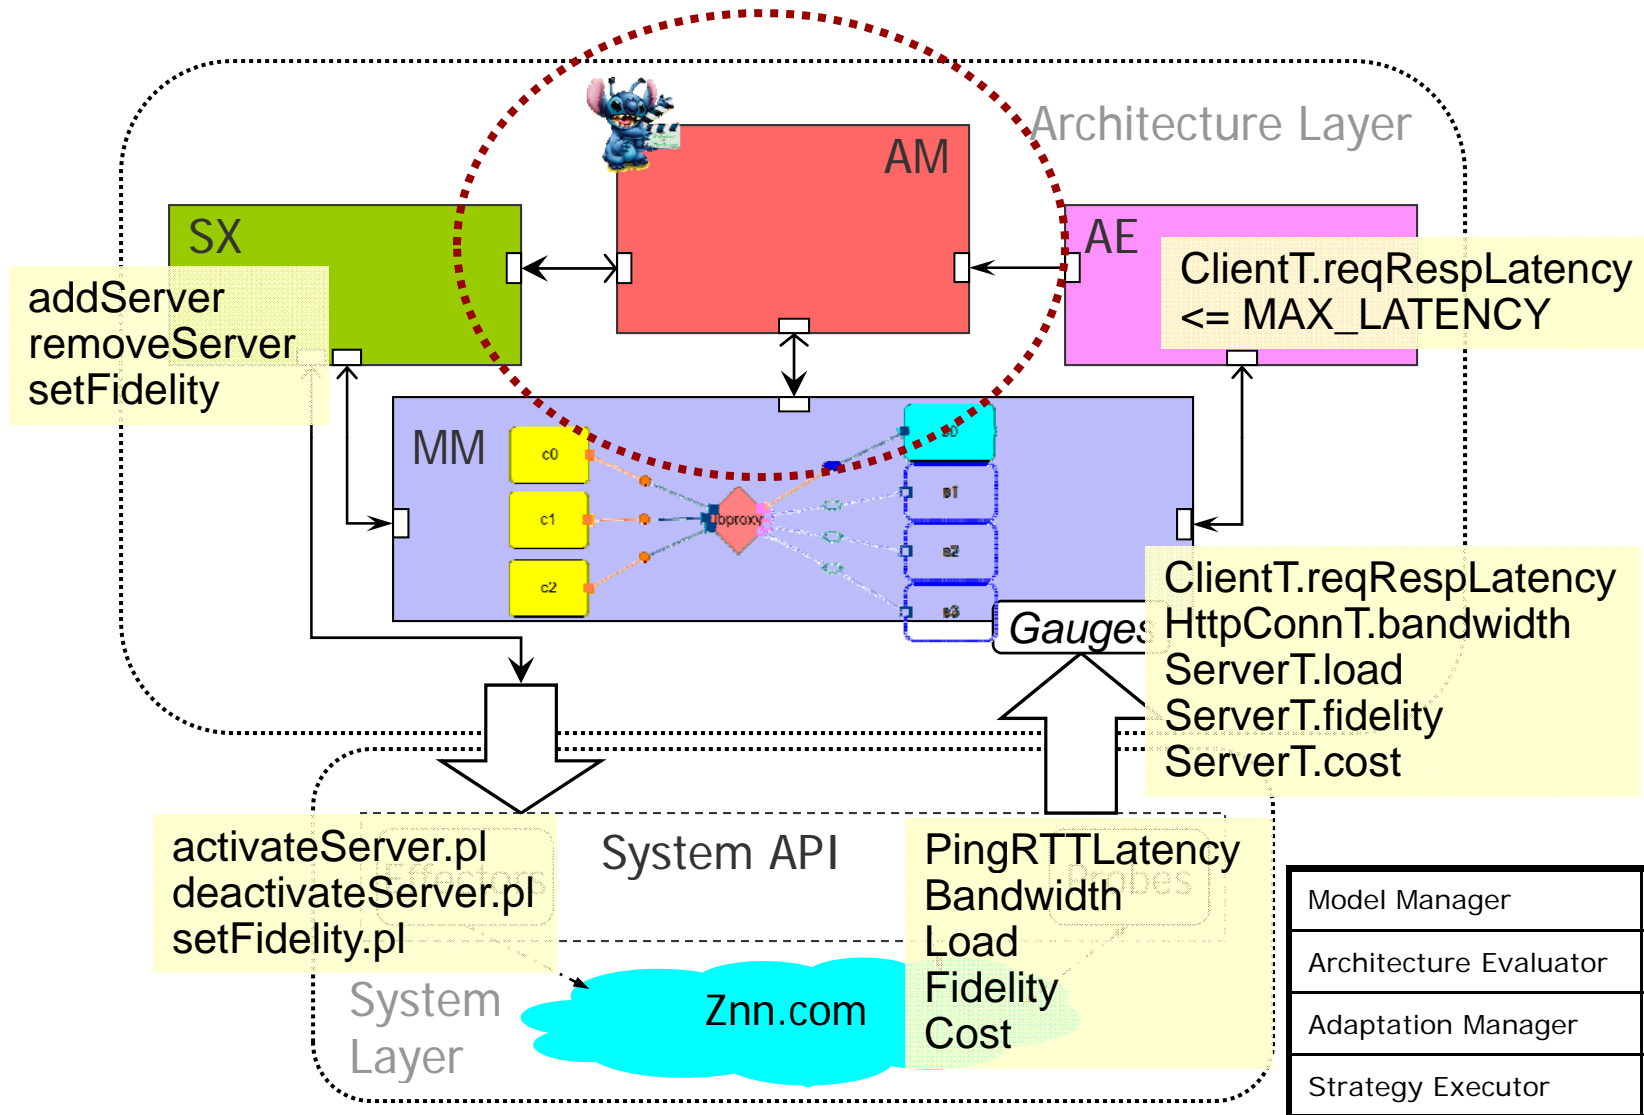 Architecture Layer
AM
SX
AE
addServer
removeServer
setFidelity
ClientT.reqRespLatency
<= MAX_LATENCY
MM
c0
c1
c2
lbproxy
s0
s1
s2
s3
Gauges
ClientT.reqRespLatency
HttpConnT.bandwidth
ServerT.load
ServerT.fidelity
ServerT.cost
System API
Effectors
Probes
activateServer.pl
deactivateServer.pl
setFidelity.pl
PingRTTLatency
Bandwidth
Load
Fidelity
Cost
System
Layer
Znn.com
Model Manager
Architecture Evaluator
Adaptation Manager
Strategy Executor